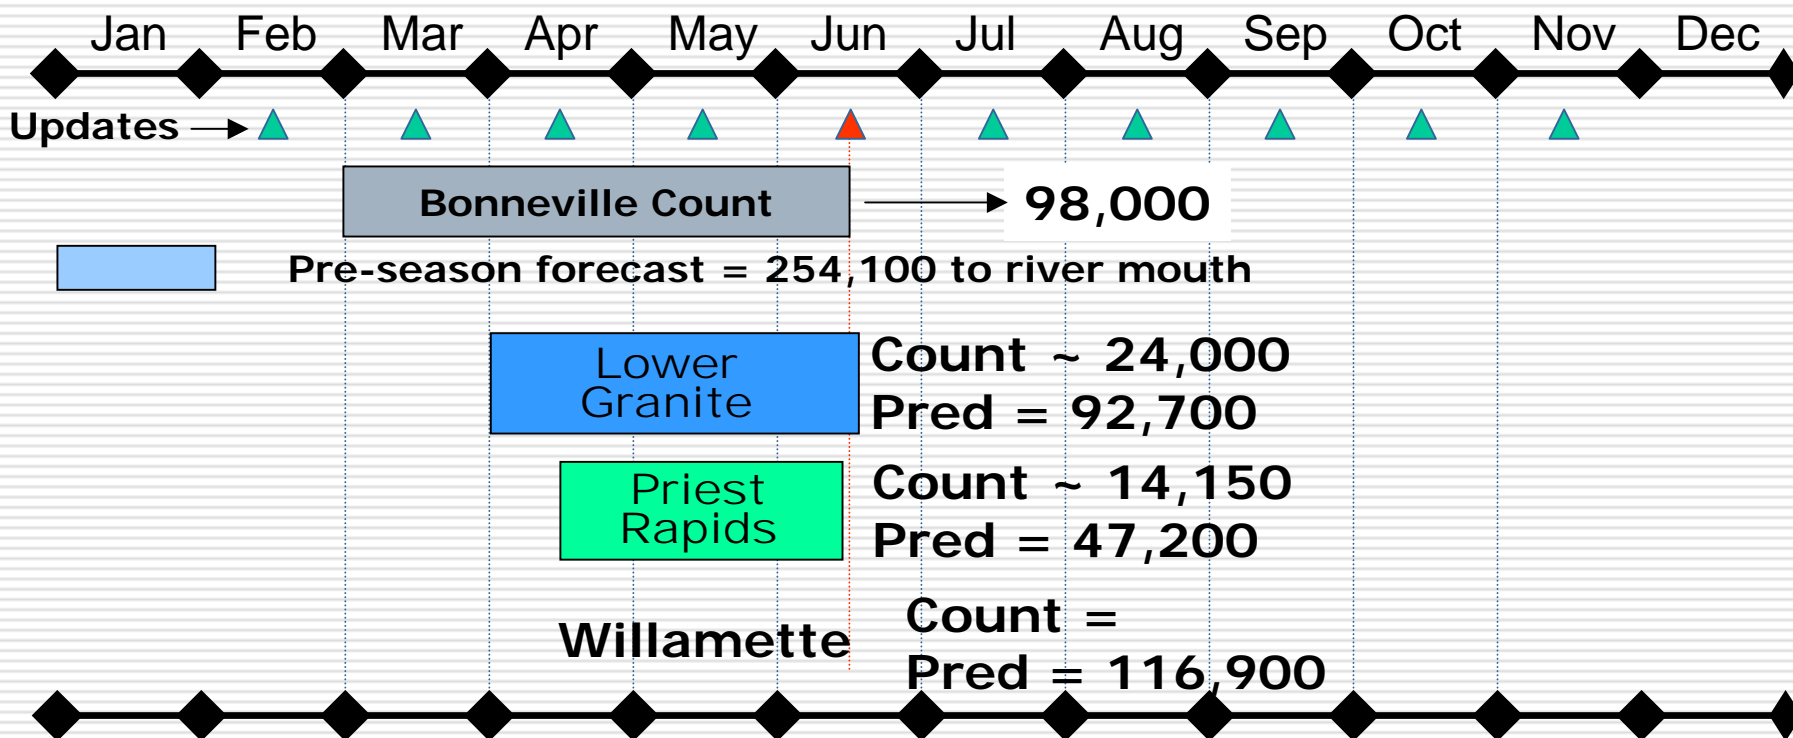 Jan Feb Mar Apr May Jun Jul Aug Sep Oct Nov Dec
Updates
Bonneville Count
98,000
Pre-season forecast = 254,100 to river mouth
Lower
Granite
Count ~ 24,000
Pred = 92,700
Priest
Rapids
Count ~ 14,150
Pred = 47,200
Willamette
Count =
Pred = 116,900